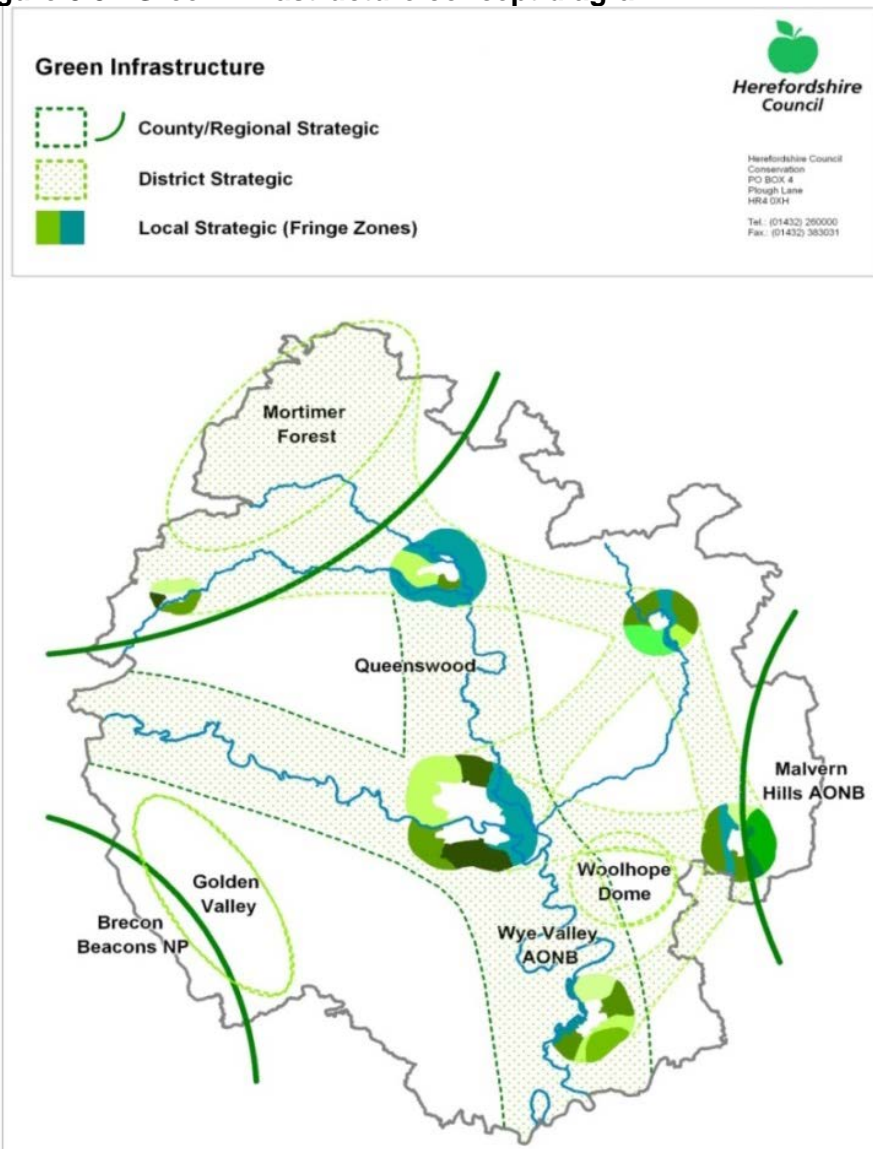 Green Infrastructure
County/Regional Strategic
District Strategic
Local Strategic (Fringe Zones)
Herefordshire
Council
Herefordshire Council
Conservation
PO BOX 4
Plough Lane
HR4 0XH
Tel.: (01432) 260000
Fax.: (01432) 383031
Mortimer
Forest
Queenswood
Malvern
Hills AONB
Golden
Valley
Woolhope
Dome
Brecon
Beacons NP
Wye Valley
AONB